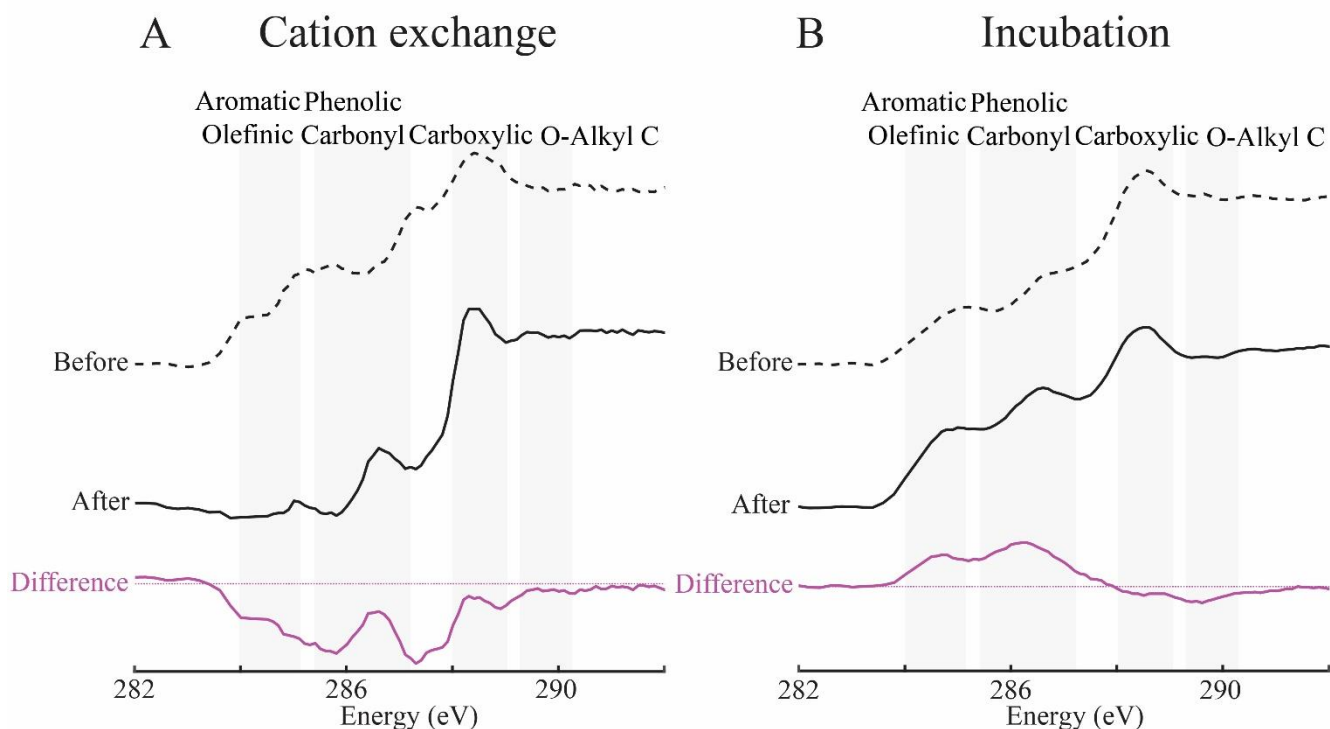 A Cation exchange
Aromatic Phenolic
Olefinic Carbonyl Carboxylic O-Alkyl C
Before
After
Difference
282 286 290
Energy (eV)
B Incubation
Aromatic Phenolic
Olefinic Carbonyl Carboxylic O-Alkyl C
Before
After
Difference
282 286 290
Energy (eV)